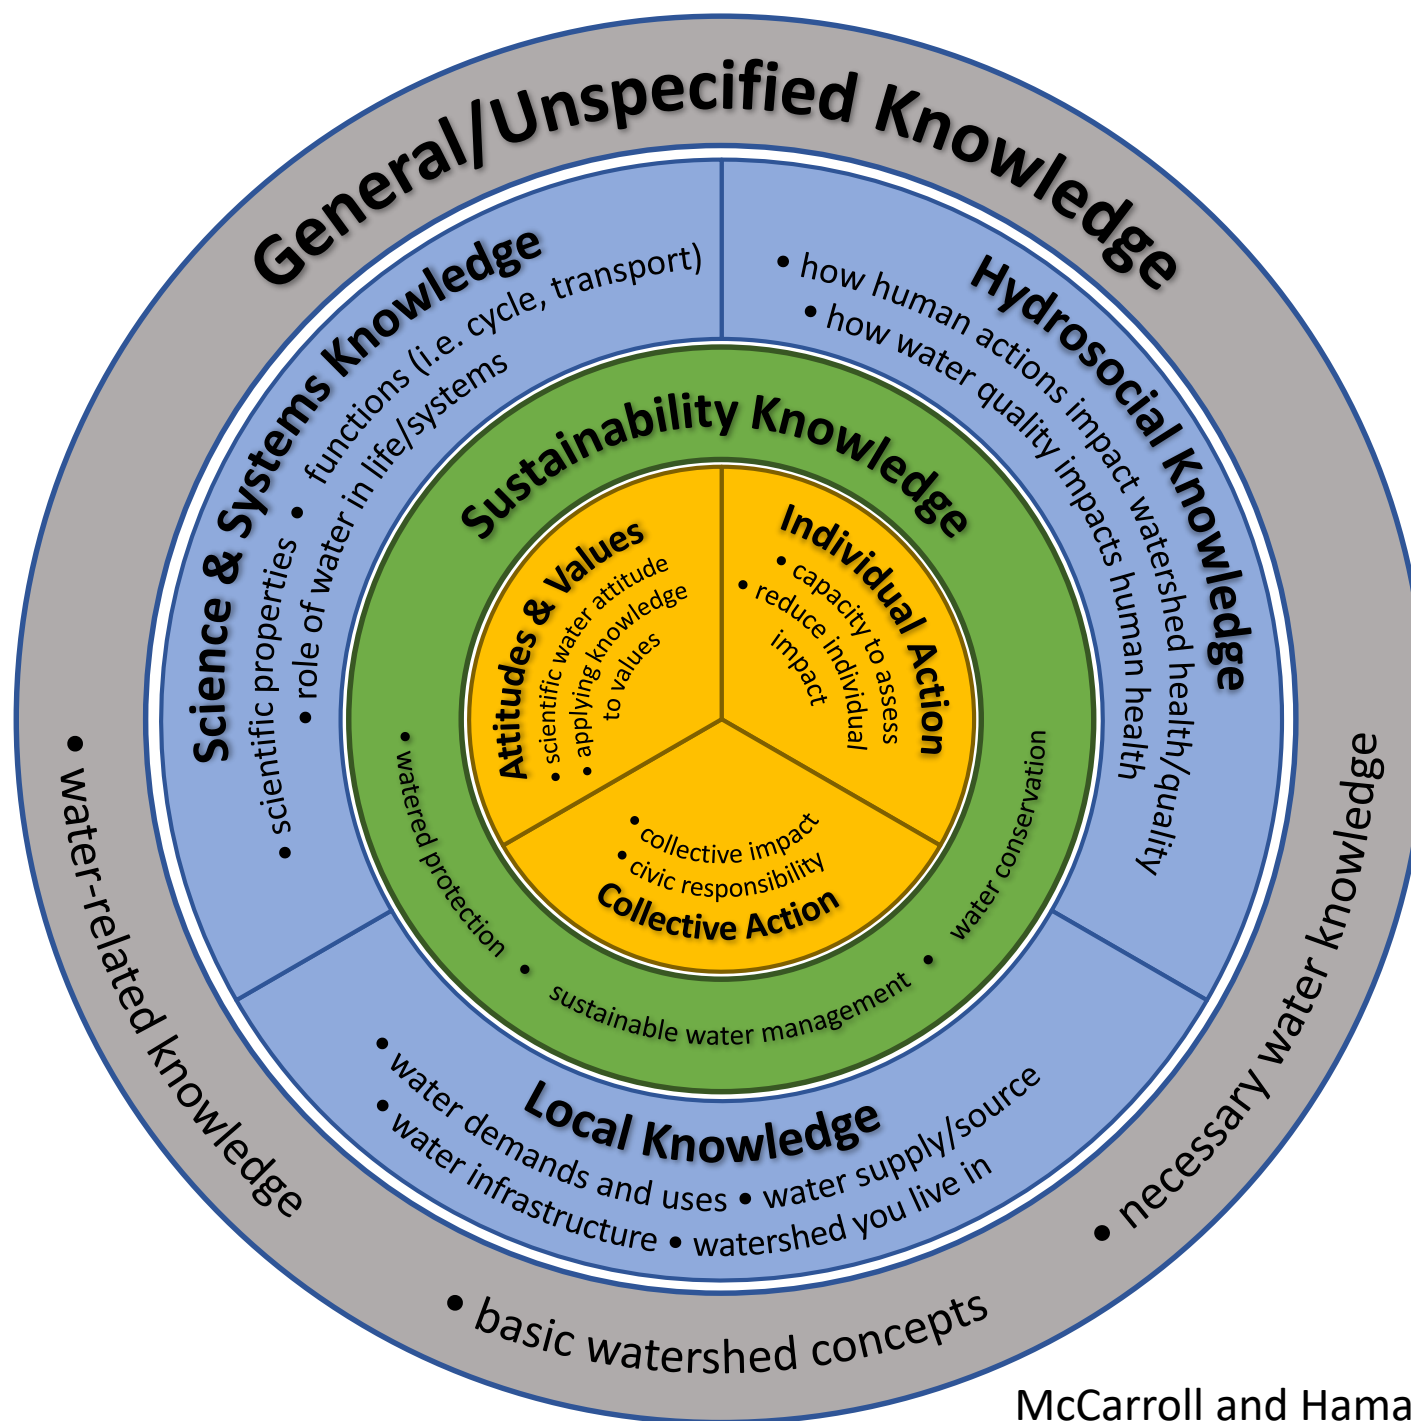 General/Unspecified Knowledge
• water-related knowledge
• basic watershed concepts
• necessary water knowledge
Science & Systems Knowledge
• scientific properties • functions (i.e. cycle, transport)
• role of water in life/systems
Hydrosocial Knowledge
• how human actions impact watershed health/quality
• how water quality impacts human health
Local Knowledge
• water demands and uses • water supply/source
• water infrastructure • watershed you live in
Sustainability Knowledge
• watered protection • sustainable water management • water conservation
Attitudes & Values
• scientific water attitude
• applying knowledge
to values
Individual Action
• capacity to assess
• reduce individual
impact
• collective impact
• civic responsibility
Collective Action
McCarroll and Hama